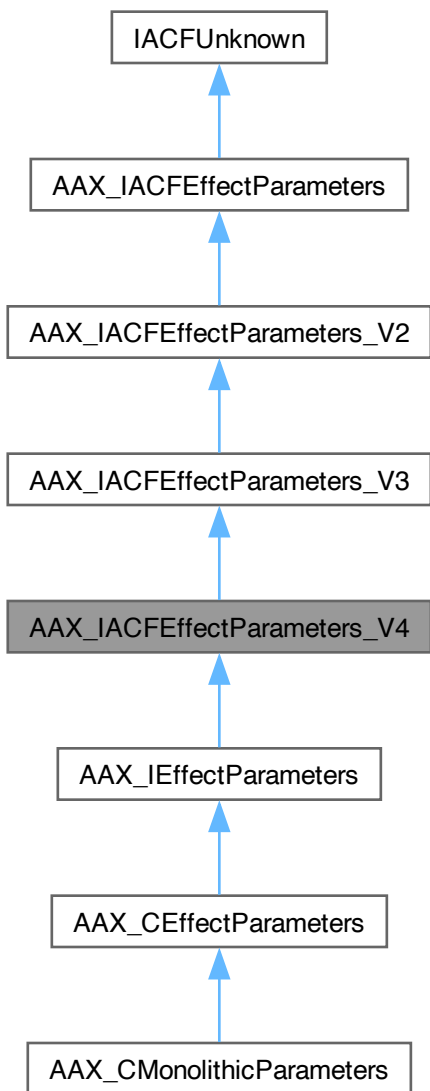 IACFUnknown
AAX_IACFEffectParameters
AAX_IACFEffectParameters_V2
AAX_IACFEffectParameters_V3
AAX_IACFEffectParameters_V4
AAX_IEffectParameters
AAX_CEffectParameters
AAX_CMonolithicParameters